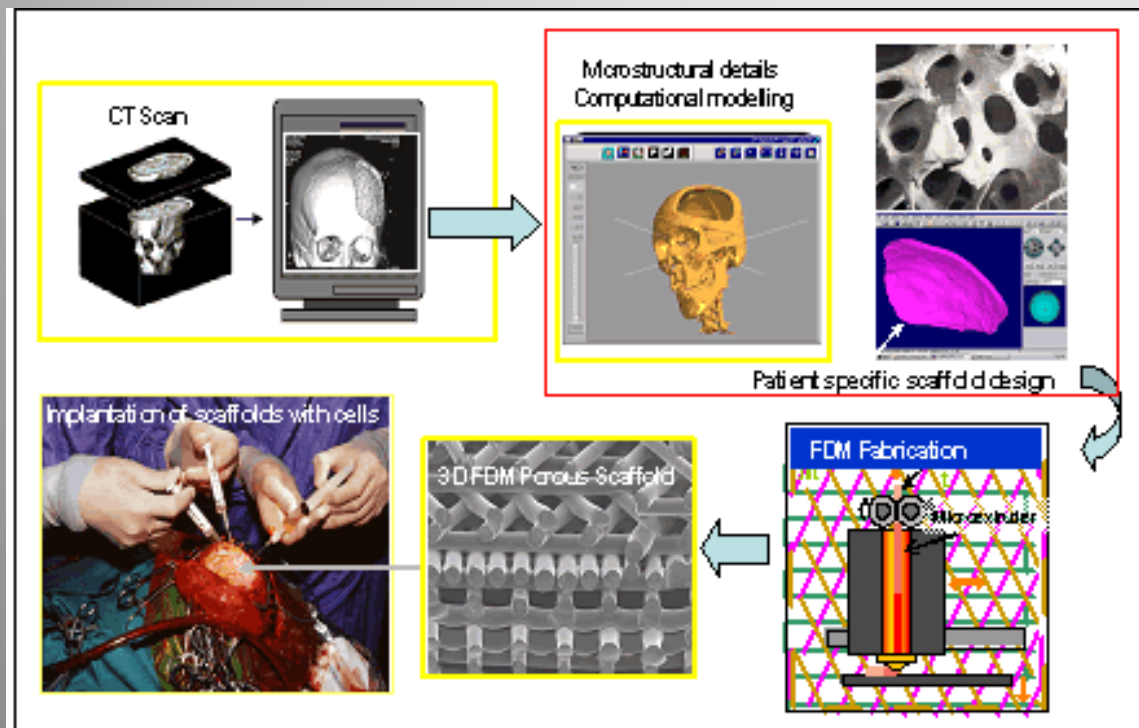 CT Scan
Microstructural details
Computational modelling
Patient specific scaffold design
FDM Fabrication
Microextruder
3D FDM Porous Scaffold
Implantation of scaffolds with cells